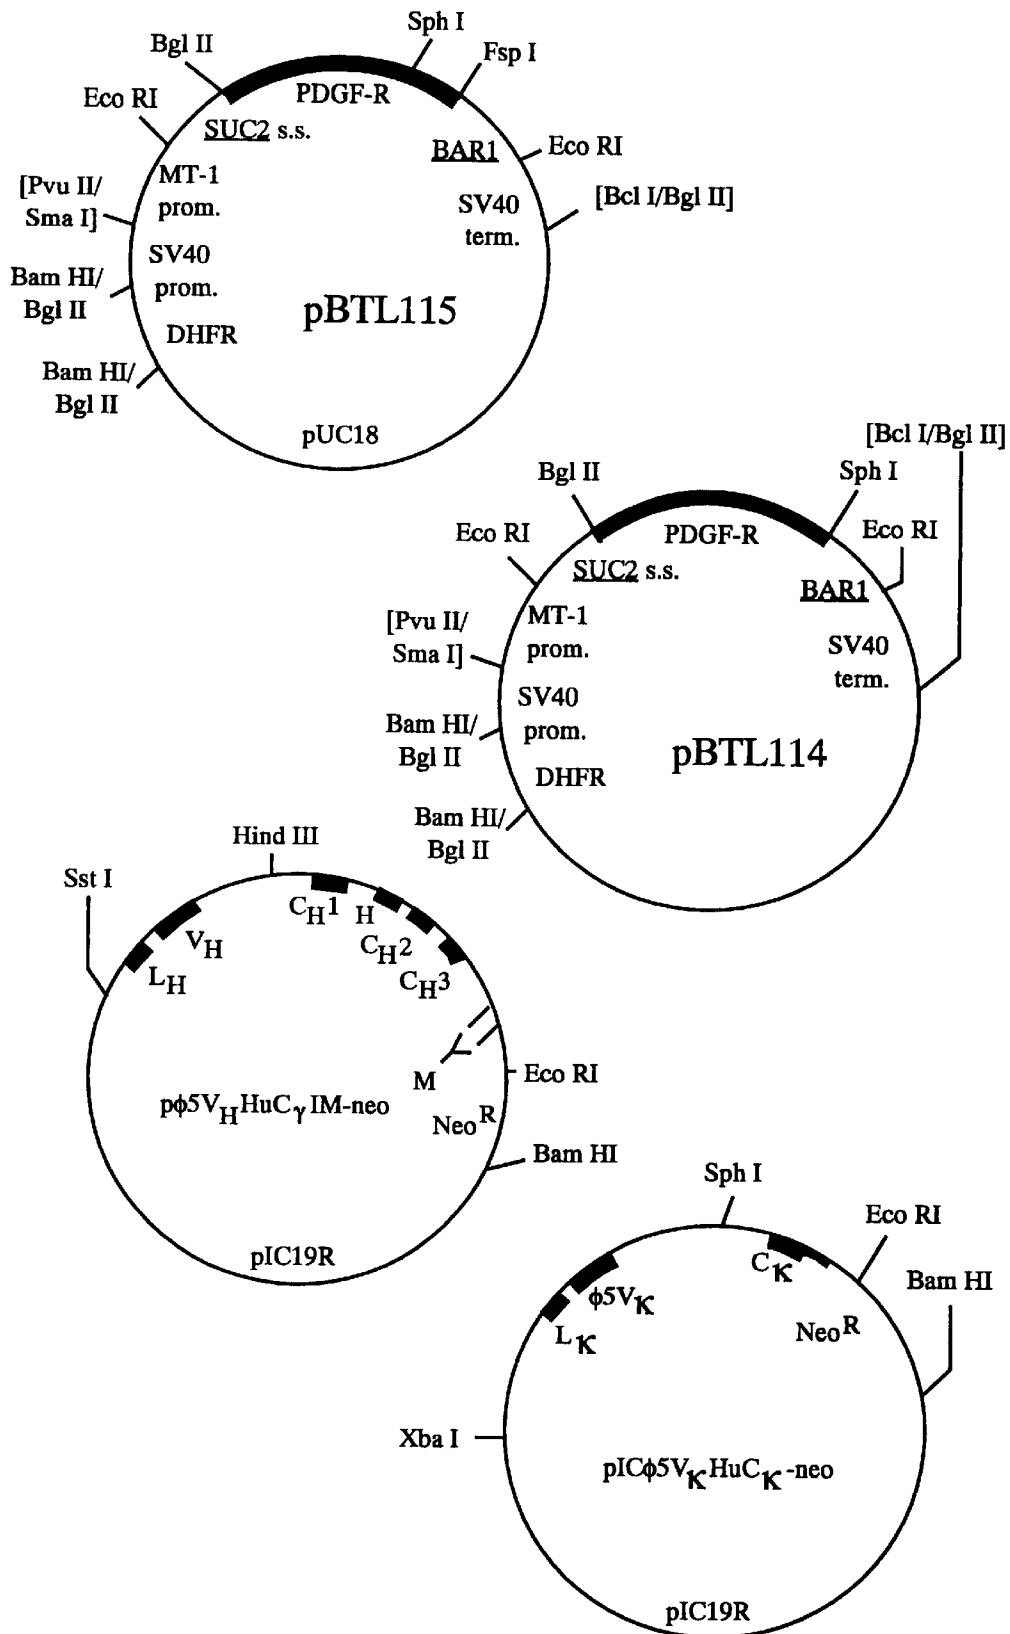 Sph I
Bgl II
Fsp I
PDGF-R
Eco RI
SUC2 s.s.
BAR1
Eco RI
[Pvu II/
Sma I]
MT-1
prom.
SV40
term.
[Bcl I/Bgl II]
Bam HI/
Bgl II
SV40
prom.
pBTL115
DHFR
Bam HI/
Bgl II
pUC18
[Bcl I/Bgl II]
Bgl II
Sph I
Eco RI
PDGF-R
Eco RI
SUC2 s.s.
BAR1
[Pvu II/
Sma I]
MT-1
prom.
SV40
term.
Bam HI/
Bgl II
SV40
prom.
pBTL114
DHFR
Bam HI/
Bgl II
Hind III
Sst I
CH1
H
VH
CH2
LH
CH3
M
Eco RI
pϕ5VHHuCγIM-neo
NeoR
Bam HI
pIC19R
Sph I
Eco RI
Cκ
Bam HI
ϕ5Vκ
Lκ
NeoR
Xba I
pICϕ5VκHuCκ-neo
pIC19R